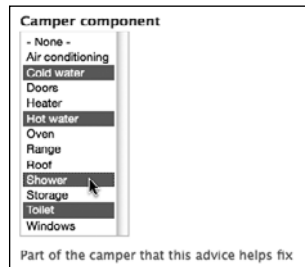 Camper component
- None -
Air conditioning
Cold water
Doors
Heater
Hot water
Oven
Range
Roof
Shower
Storage
Toilet
Windows
Part of the camper that this advice helps fix